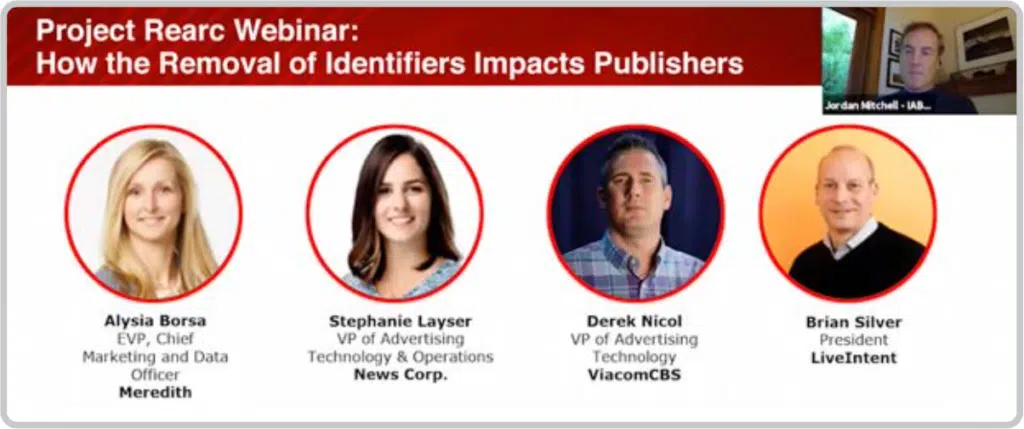 Project Rearc Webinar:
How the Removal of Identifiers Impacts Publishers
Jordan Mitchell - IAB...
Alysia Borsa
EVP, Chief
Marketing and Data
Officer
Meredith
Stephanie Layser
VP of Advertising
Technology & Operations
News Corp.
Derek Nicol
VP of Advertising
Technology
ViacomCBS
Brian Silver
President
LiveIntent